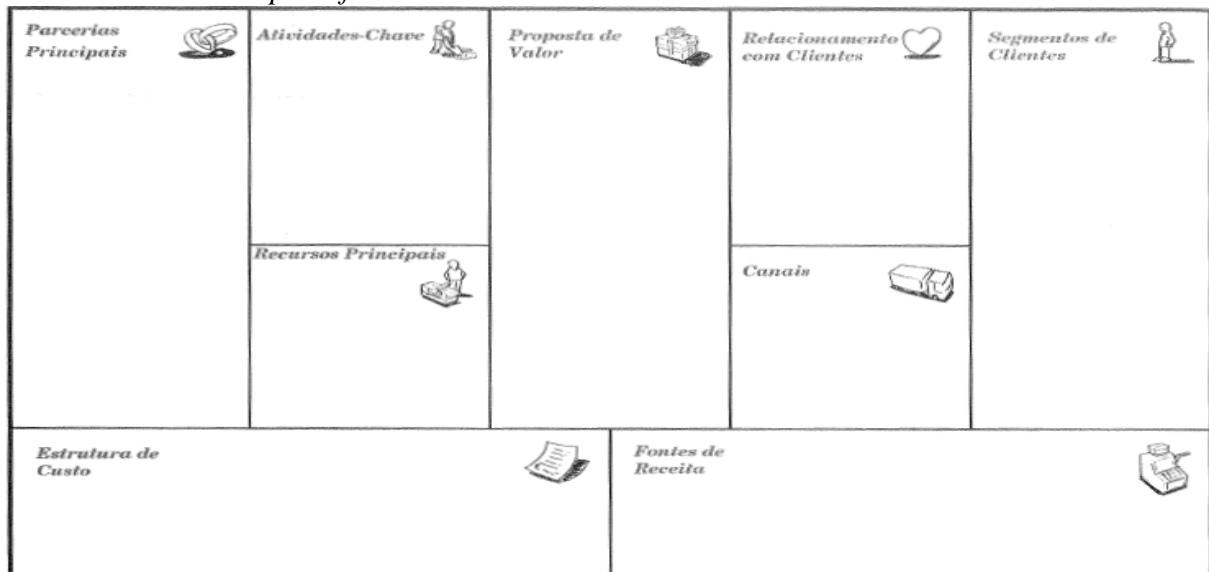 Parcerias
Principais
Atividades-Chave
Proposta de
Valor
Relacionamento
com Clientes
Segmentos de
Clientes
Recursos Principais
Canais
Estrutura de
Custo
Fontes de
Receita